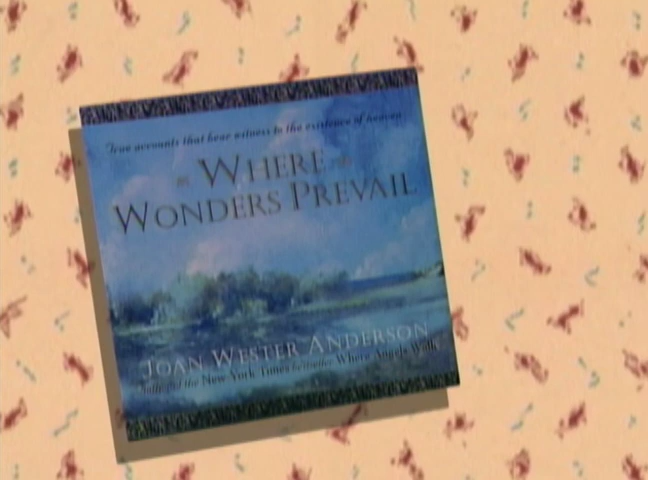 True accounts that bear witness to the existence of heaven
WHERE
WONDERS PREVAIL
JOAN WESTER ANDERSON
Author of the New York Times bestseller Where Angels Walk